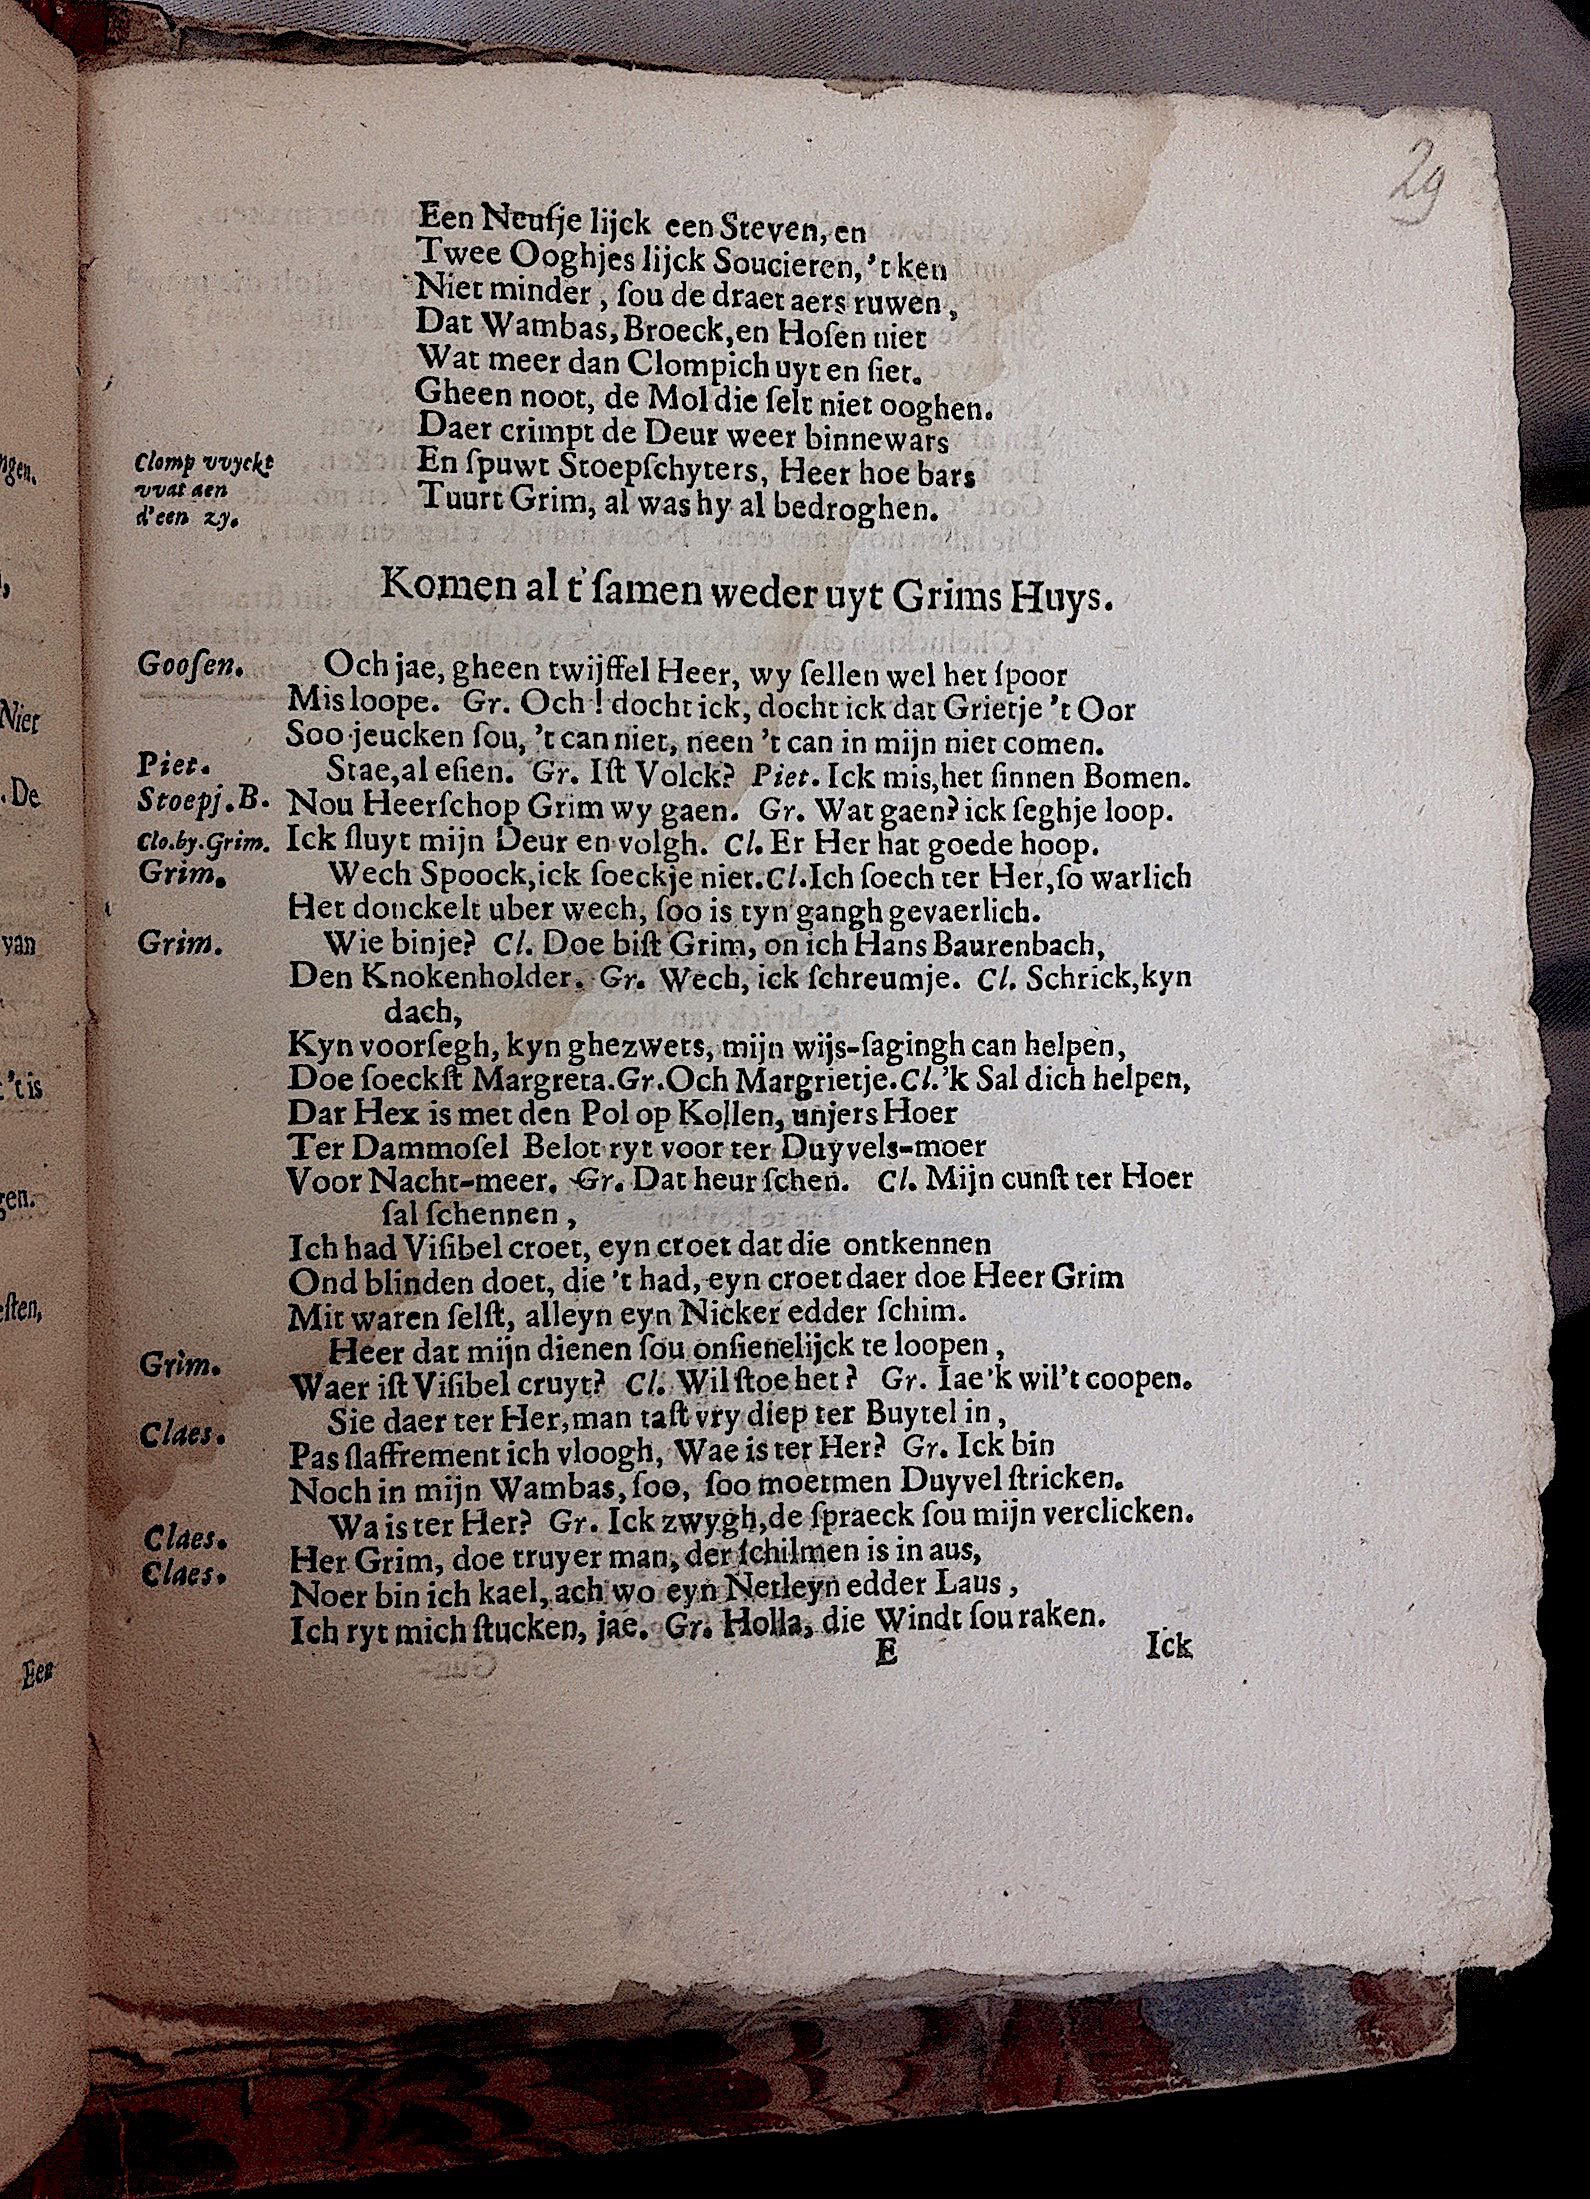 29
Een Neuſje lijck een Steven, en
Twee Ooghjes lijck Soucieren, 't ken
Niet minder, ſou de draet aers ruwen,
Dat Wambas, Broeck, en Hoſen niet
Wat meer dan Clompich uyt en ſiet.
Gheen noot, de Mol die ſelt niet ooghen.
Daer crimpt de Deur weer binnewars
Clomp vvyckt
vvat aen
d'een zy.
En ſpuwt Stoepſchyters, Heer hoe bars
Tuurt Grim, al was hy al bedroghen.
Komen al t'ſamen weder uyt Grims Huys.
Gooſen. Och jae, gheen twijffel Heer, wy ſellen wel het ſpoor
Mis loope. Gr. Och! docht ick, docht ick dat Grietje 't Oor
Soo jeucken ſou, 't can niet, neen 't can in mijn niet comen.
Piet. Stae, al eſien. Gr. Iſt Volck? Piet. Ick mis, het ſinnen Bomen.
Stoepj. B. Nou Heerſchop Grim wy gaen. Gr. Wat gaen? ick ſeghje loop.
Clo. by. Grim. Ick ſluyt mijn Deur en volgh. Cl. Er Her hat goede hoop.
Grim. Wech Spoock, ick ſoeckje niet. Cl. Ich ſoech ter Her, ſo warlich
Het donckelt uber wech, ſoo is tyn gangh gevaerlich.
Grim. Wie binje? Cl. Doe biſt Grim, on ich Hans Baurenbach,
Den Knokenholder. Gr. Wech, ick ſchreumje. Cl. Schrick, kyn
dach,
Kyn voorſegh, kyn ghezwets, mijn wijs-ſagingh can helpen,
Doe ſoeckſt Margreta. Gr. Och Margrietje. Cl. 'k Sal dich helpen,
Dar Hex is met den Pol op Kollen, unjers Hoer
Ter Dammoſel Belot ryt voor ter Duyvels-moer
Voor Nacht-meer. Gr. Dat heur ſchen. Cl. Mijn cunſt ter Hoer
ſal ſchennen,
Ich had Viſibel croet, eyn croet dat die ontkennen
Ond blinden doet, die 't had, eyn croet daer doe Heer Grim
Mit waren ſelſt, alleyn eyn Nicker edder ſchim.
Grim. Heer dat mijn dienen ſou onſienelijck te loopen,
Waer iſt Viſibel cruyt? Cl. Wil ſtoe het? Gr. Iae 'k wil't coopen.
Claes. Sie daer ter Her, man taſt vry diep ter Buytel in,
Pas ſlaffrement ich vloogh, Wae is ter Her? Gr. Ick bin
Noch in mijn Wambas, ſoo, ſoo moetmen Duyvel ſtricken.
Claes. Wa is ter Her? Gr. Ick zwygh, de ſpraeck ſou mijn verclicken.
Claes. Her Grim, doe truyer man, der ſchilmen is in aus,
Noer bin ich kael, ach wo eyn Netleyn edder Laus,
Ich ryt mich ſtucken, jae. Gr. Holla, die Windt ſou raken.
E Ick
ngen.
Niet
. De
van
't is
gen.
eſten,
Een